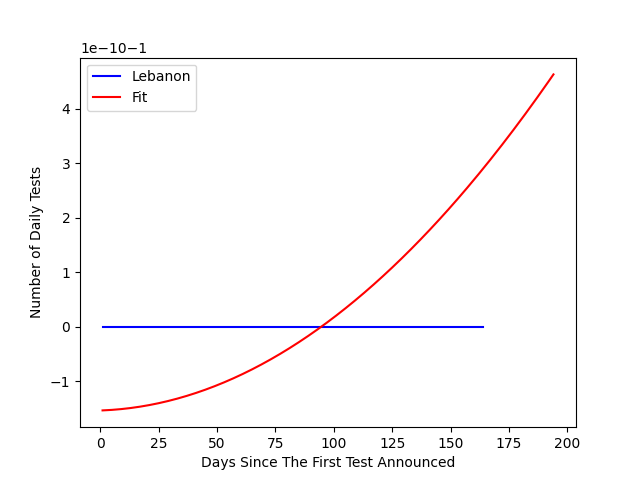 1e−10−1
Lebanon
Fit
4
3
2
1
0
−1
Number of Daily Tests
0 25 50 75 100 125 150 175 200
Days Since The First Test Announced